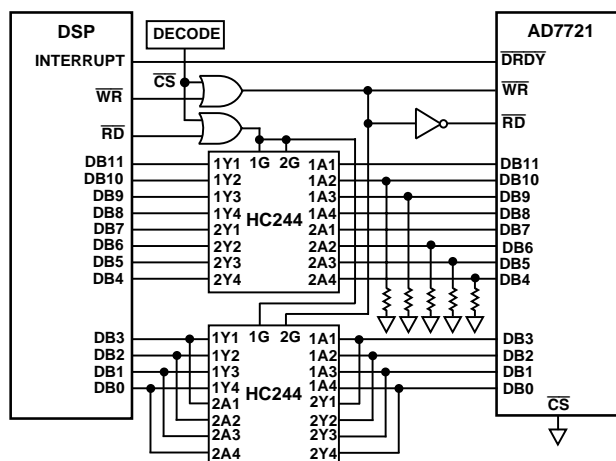 DSP
DECODE
AD7721
INTERRUPT
DRDY
CS
WR
WR
RD
RD
1G 2G
DB11 1Y1 1A1 DB11
DB10 1Y2 1A2 DB10
DB9 1Y3 1A3 DB9
DB8 1Y4 1A4 DB8
HC244
DB7 2Y1 2A1 DB7
DB6 2Y2 2A2 DB6
DB5 2Y3 2A3 DB5
DB4 2Y4 2A4 DB4
1G 2G
DB3 1Y1 1A1 DB3
DB2 1Y2 1A2 DB2
DB1 1Y3 1A3 DB1
DB0 1Y4 1A4 DB0
HC244
2A1 2Y1
2A2 2Y2
2A3 2Y3
2A4 2Y4
CS